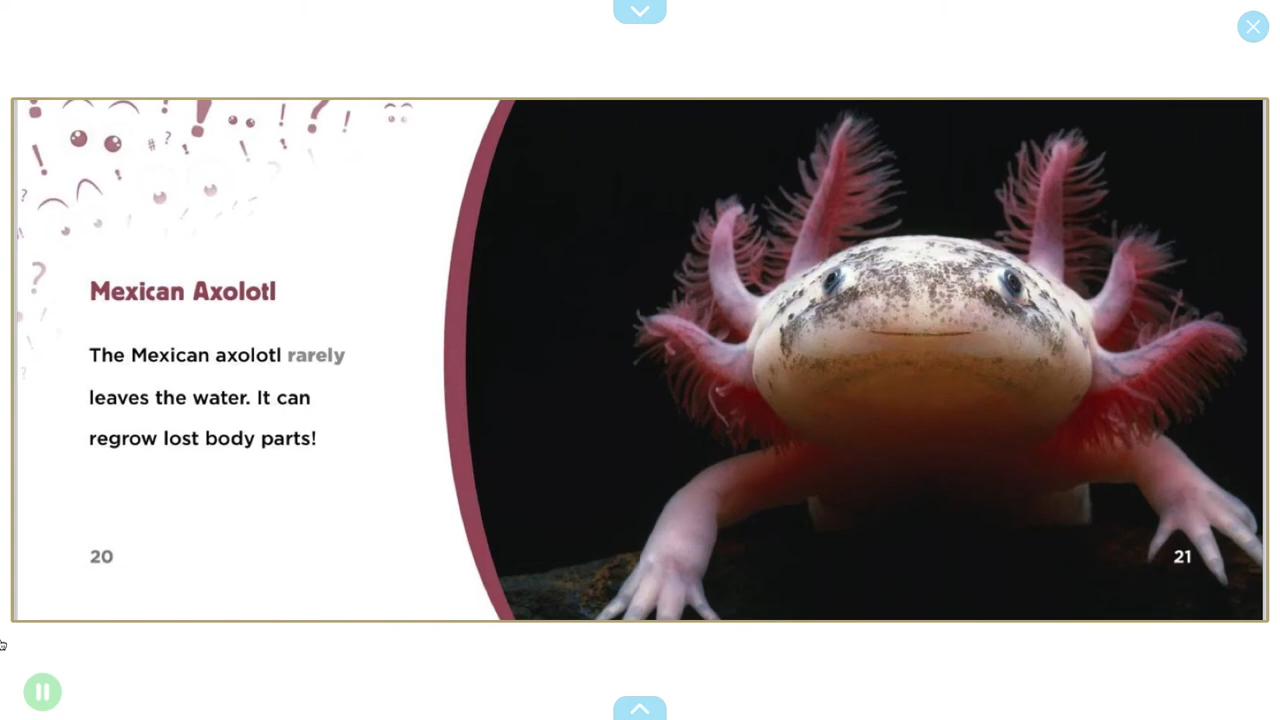 Mexican Axolotl
The Mexican axolotl rarely
leaves the water. It can
regrow lost body parts!
20
21